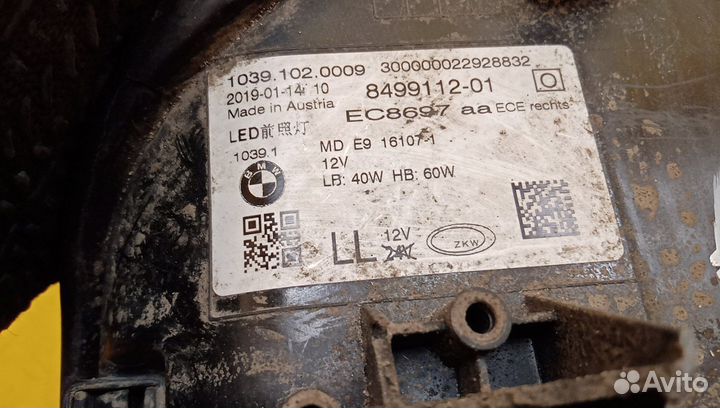 1039.102.0009 300000022928832
2019-01-14 10 8499112-01
Made in Austria EC8697 aa ECE rechts
LED前照灯
1039.1 MD E9 16107-1
12V
LB: 40W HB: 60W
BMW
LL 12V ZKW
24V
Avito